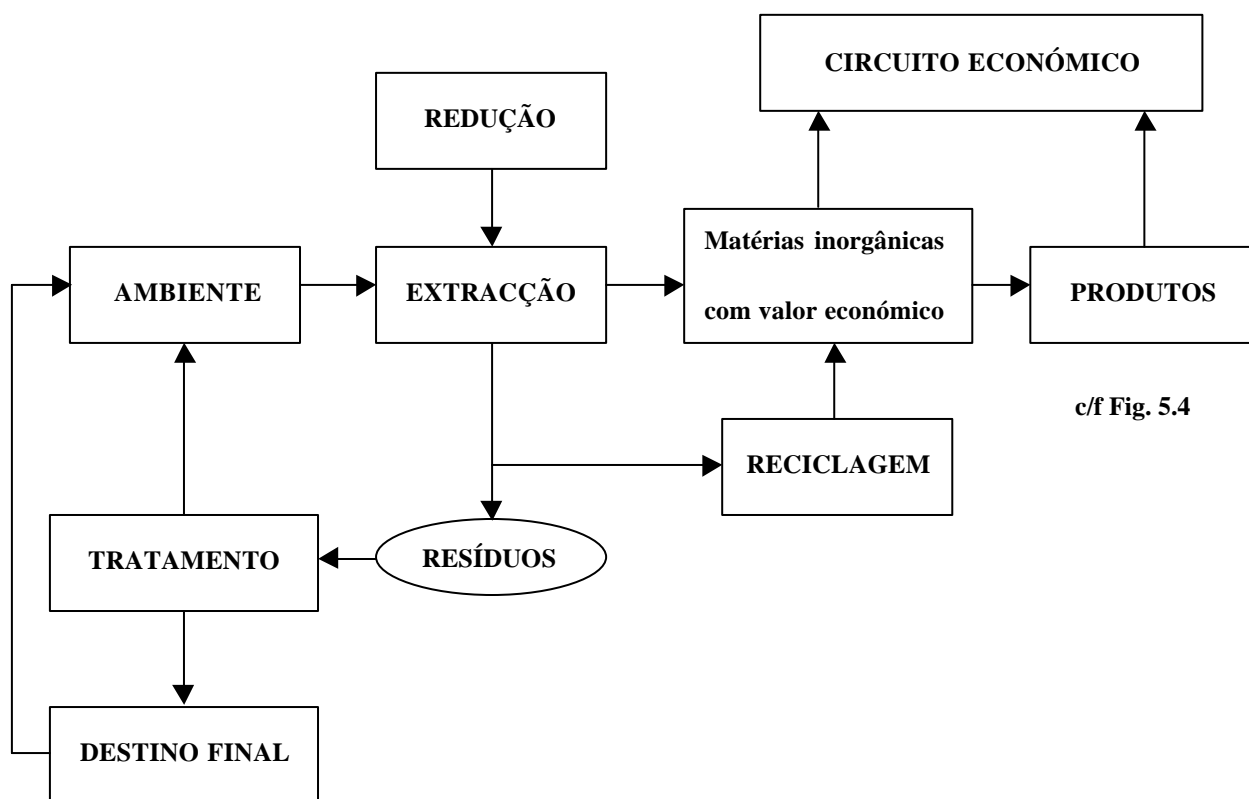 CIRCUITO ECONÓMICO
REDUÇÃO
Matérias inorgânicas
com valor económico
AMBIENTE
EXTRACÇÃO
PRODUTOS
c/f Fig. 5.4
RECICLAGEM
TRATAMENTO
RESÍDUOS
DESTINO FINAL